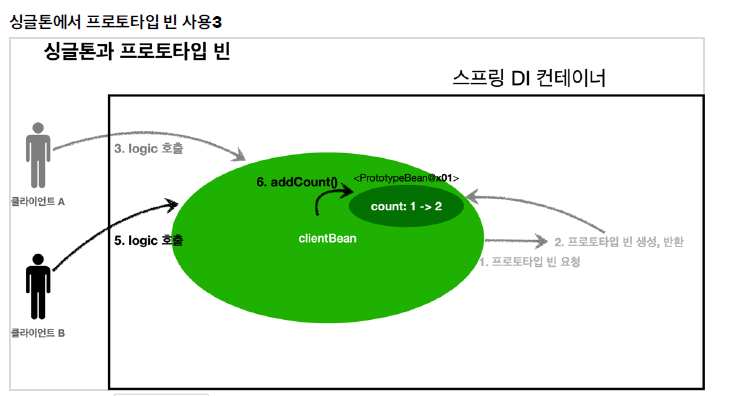 싱글톤에서 프로토타입 빈 사용3
싱글톤과 프로토타입 빈
스프링 DI 컨테이너
3. logic 호출
클라이언트 A
6. addCount()
<PrototypeBean@x01>
count: 1 -> 2
5. logic 호출
clientBean
2. 프로토타입 빈 생성, 반환
1. 프로토타입 빈 요청
클라이언트 B